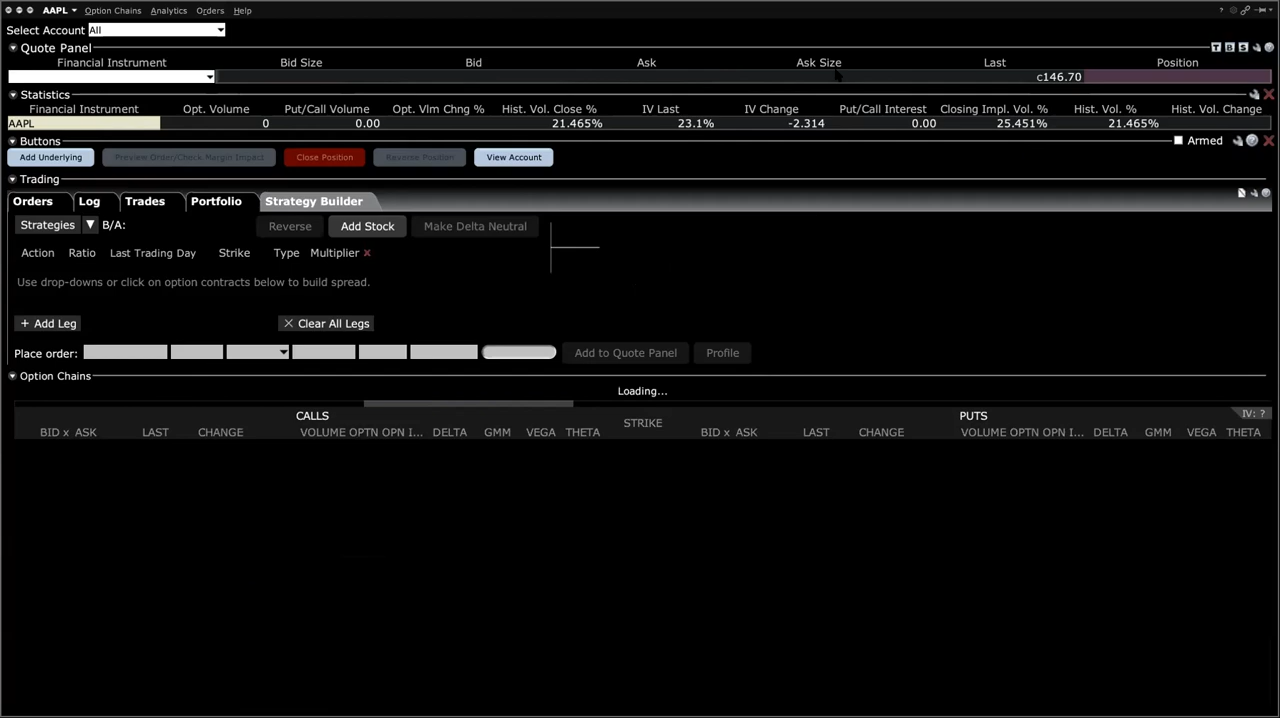 AAPL ▾ Option Chains Analytics Orders Help ?
Select Account All
Quote Panel T B S
Financial Instrument Bid Size Bid Ask Ask Size Last Position
c146.70
Statistics
Financial Instrument Opt. Volume Put/Call Volume Opt. Vlm Chng % Hist. Vol. Close % IV Last IV Change Put/Call Interest Closing Impl. Vol. % Hist. Vol. % Hist. Vol. Change
AAPL 0 0.00 21.465% 23.1% -2.314 0.00 25.451% 21.465%
Buttons Armed
Add Underlying Preview Order/Check Margin Impact Close Position Reverse Position View Account
Trading
Orders Log Trades Portfolio Strategy Builder
Strategies ▼ B/A: Reverse Add Stock Make Delta Neutral
Action Ratio Last Trading Day Strike Type Multiplier x
Use drop-downs or click on option contracts below to build spread.
+ Add Leg × Clear All Legs
Place order: Add to Quote Panel Profile
Option Chains
Loading...
CALLS STRIKE PUTS IV: ?
BID x ASK LAST CHANGE VOLUME OPTN OPN I... DELTA GMM VEGA THETA BID x ASK LAST CHANGE VOLUME OPTN OPN I... DELTA GMM VEGA THETA